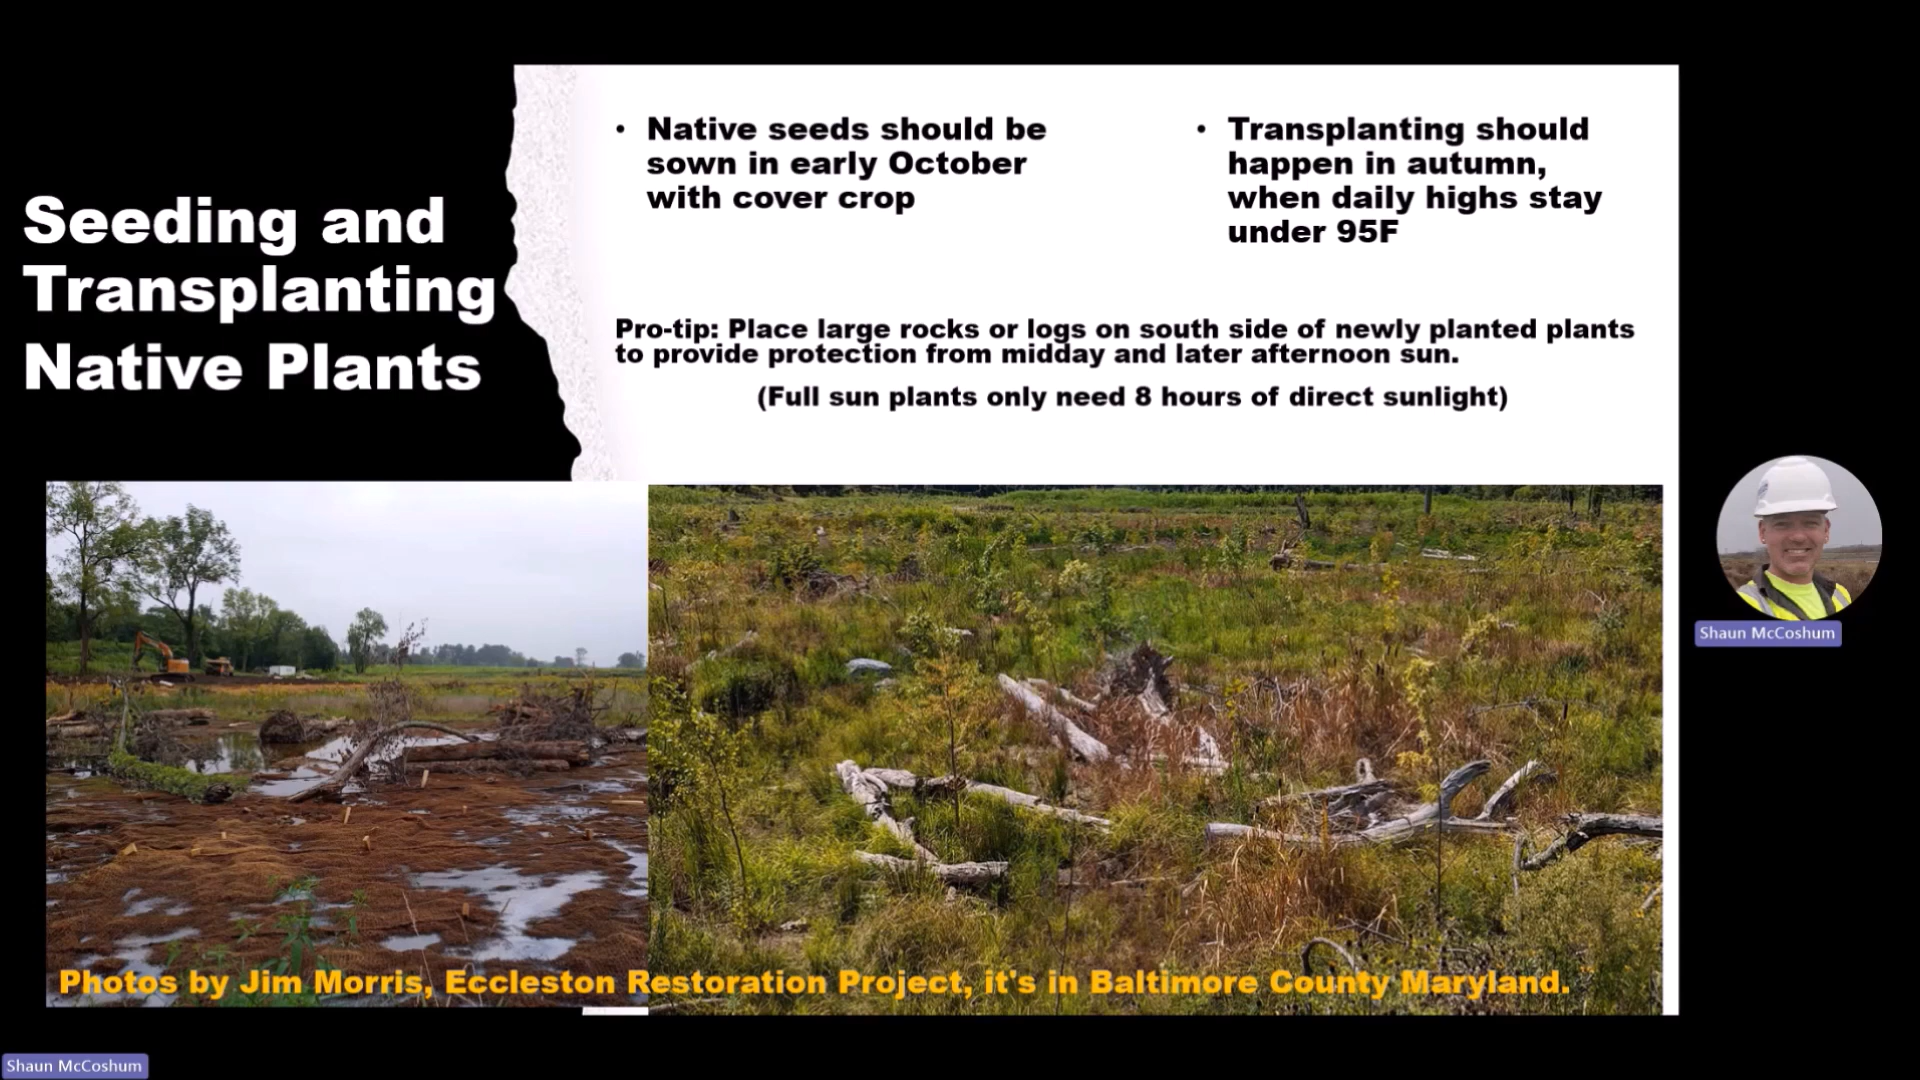 Seeding and
Transplanting
Native Plants
• Native seeds should be
sown in early October
with cover crop
• Transplanting should
happen in autumn,
when daily highs stay
under 95F
Pro-tip: Place large rocks or logs on south side of newly planted plants
to provide protection from midday and later afternoon sun.
(Full sun plants only need 8 hours of direct sunlight)
Photos by Jim Morris, Eccleston Restoration Project, it's in Baltimore County Maryland.
Shaun McCoshum
Shaun McCoshum